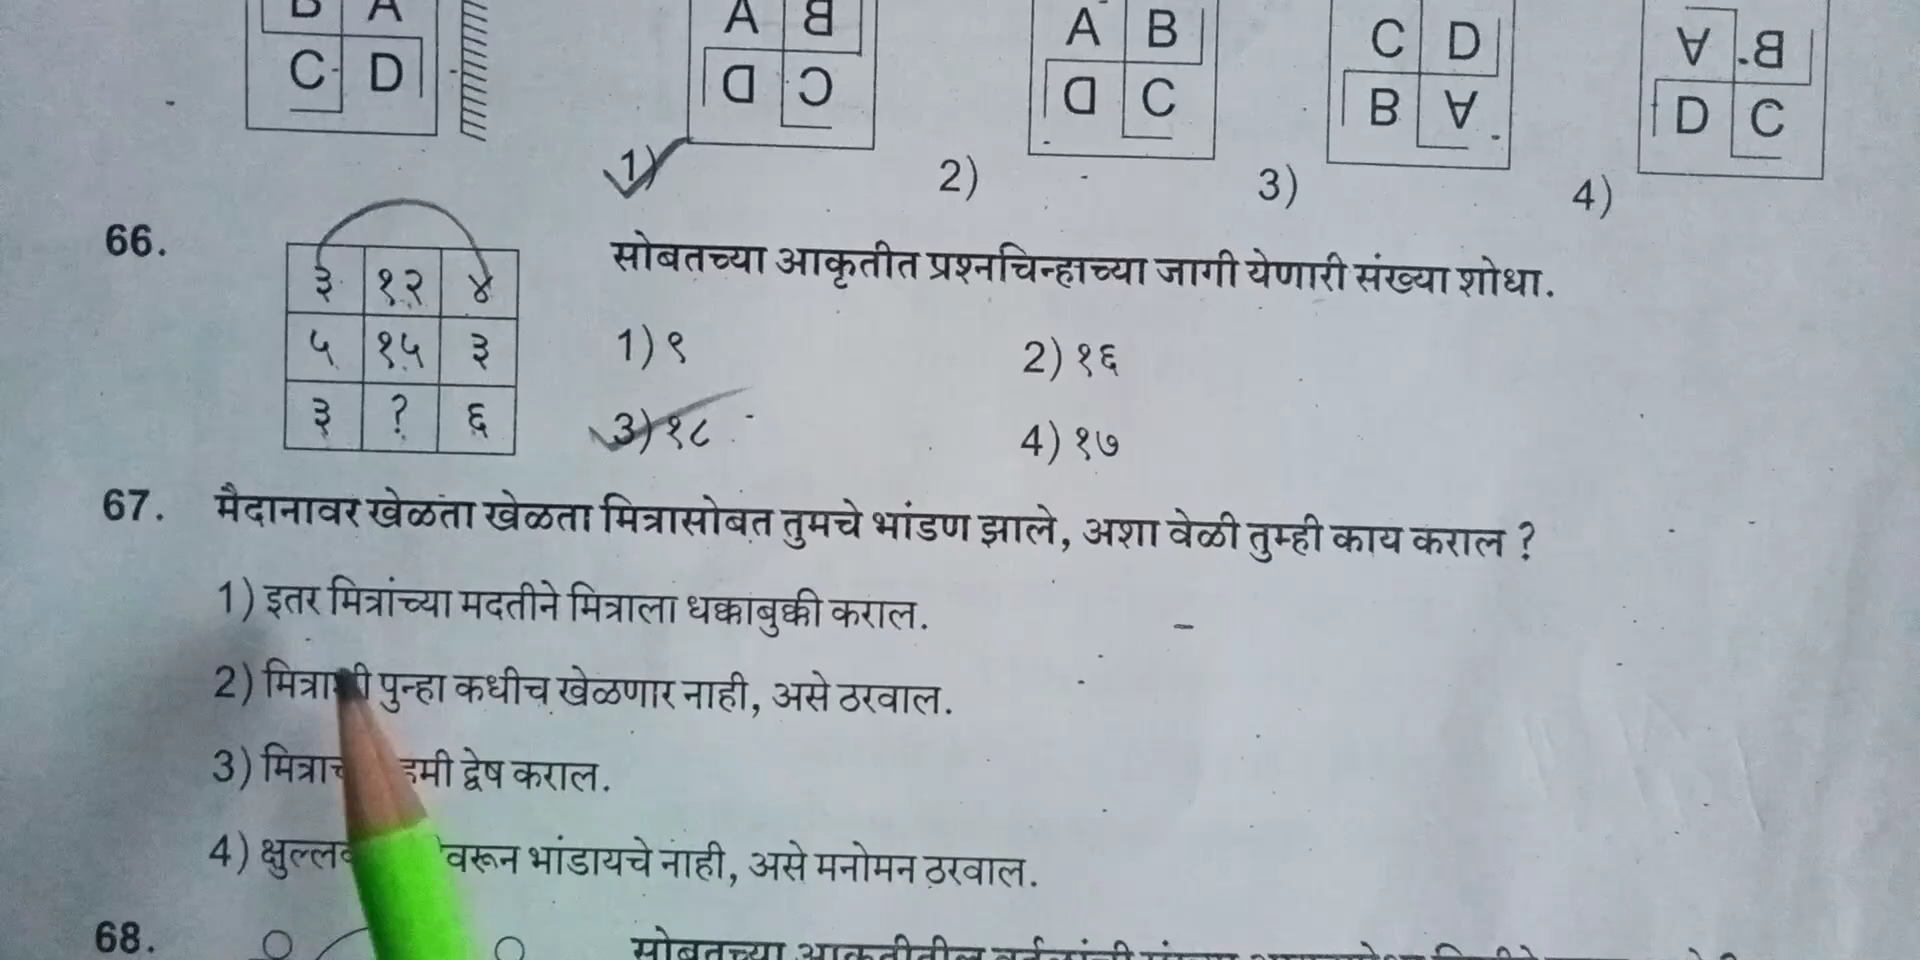 A
C D
A B
D C
1)
A B
D C
2)
C D
B A
3)
A B
D C
4)
66.
३ १२ ४
५ १५ ३
३ ? ६
सोबतच्या आकृतीत प्रश्नचिन्हाच्या जागी येणारी संख्या शोधा.
1) ९ 2) १६
3) १८ 4) १७
67. मैदानावर खेळता खेळता मित्रासोबत तुमचे भांडण झाले, अशा वेळी तुम्ही काय कराल ?
1) इतर मित्रांच्या मदतीने मित्राला धक्काबुक्की कराल.
2) पुन्हा कधीच खेळणार नाही, असे ठरवाल.
3) द्वेष कराल.
4) भांडायचे नाही, असे मनोमन ठरवाल.
68. सोबतच्या आकृतीतील